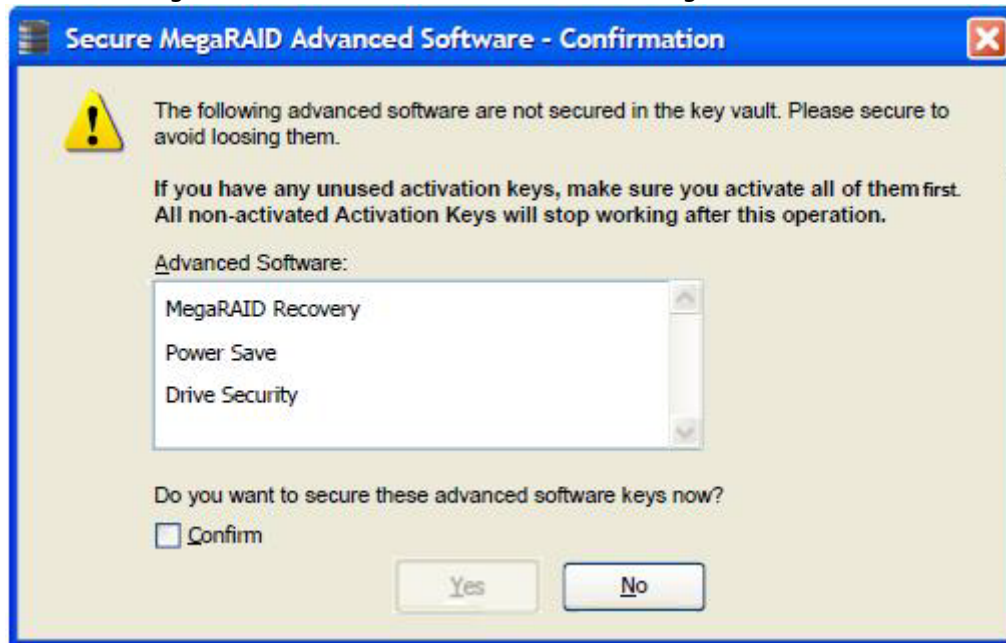 Secure MegaRAID Advanced Software - Confirmation
The following advanced software are not secured in the key vault. Please secure to
avoid loosing them.
If you have any unused activation keys, make sure you activate all of them first.
All non-activated Activation Keys will stop working after this operation.
Advanced Software:
MegaRAID Recovery
Power Save
Drive Security
Do you want to secure these advanced software keys now?
Confirm
Yes No